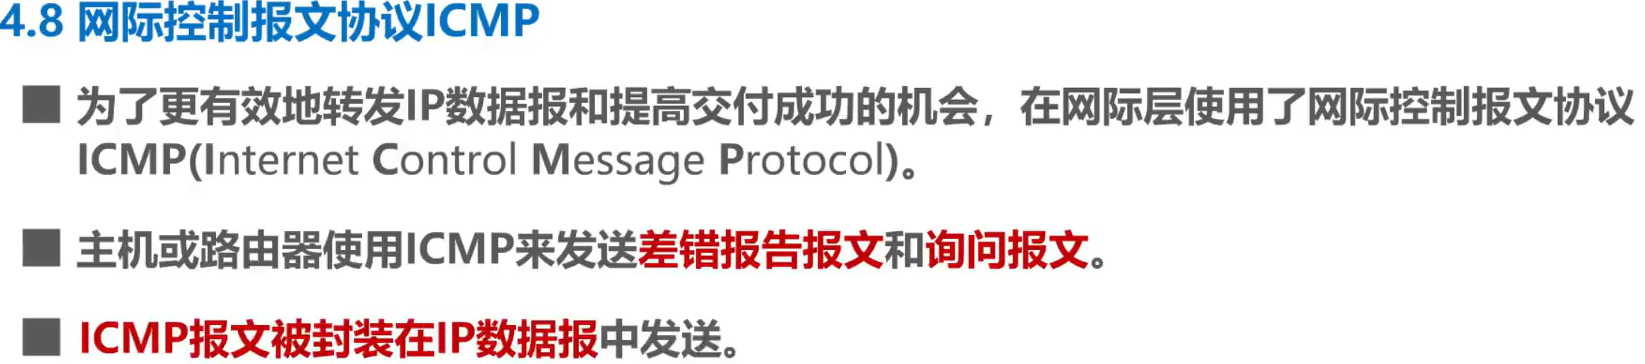 4.8 网际控制报文协议ICMP
为了更有效地转发IP数据报和提高交付成功的机会，在网际层使用了网际控制报文协议
ICMP(Internet Control Message Protocol)。
主机或路由器使用ICMP来发送差错报告报文和询问报文。
ICMP报文被封装在IP数据报中发送。